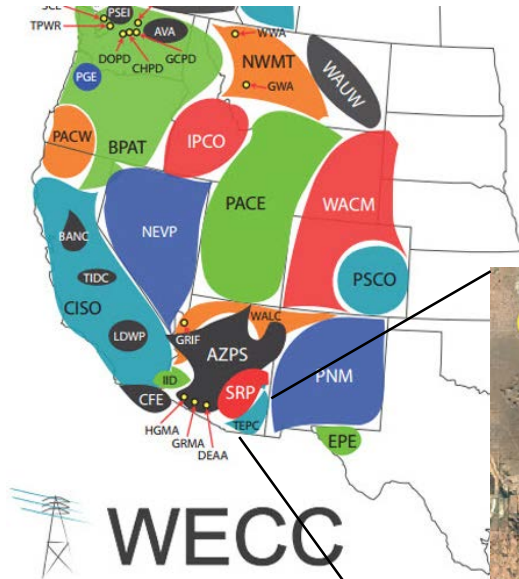 PSEI
TPWR
AVA
WWA
DOPD
CHPD
GCPD
NWMT
WAUW
GWA
PGE
PACW
BPAT
IPCO
PACE
WACM
NEVP
BANC
PSCO
TIDC
CISO
WALC
LDWP
GRIF
AZPS
IID
CFE
SRP
PNM
HGMA
TEPC
GRMA
DEAA
EPE
WECC